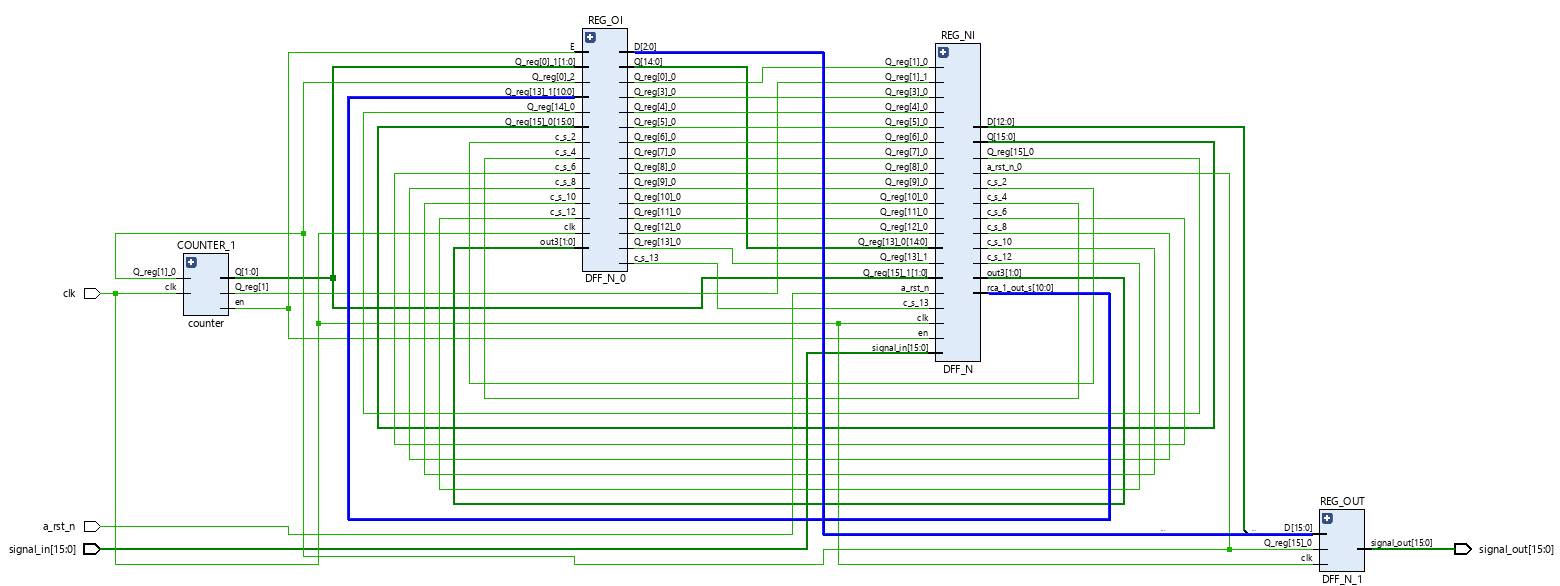 clk
a_rst_n
signal_in[15:0]
COUNTER_1
Q_reg[1]_0
clk
Q[1:0]
Q_reg[1]
en
counter
REG_OI
E
Q_reg[0]_1[1:0]
Q_reg[0]_2
Q_reg[13]_1[10:0]
Q_reg[14]_0
Q_reg[15]_0[15:0]
c_s_2
c_s_4
c_s_6
c_s_8
c_s_10
c_s_12
clk
out3[1:0]
D[2:0]
Q[14:0]
Q_reg[0]_0
Q_reg[3]_0
Q_reg[4]_0
Q_reg[5]_0
Q_reg[6]_0
Q_reg[7]_0
Q_reg[8]_0
Q_reg[9]_0
Q_reg[10]_0
Q_reg[11]_0
Q_reg[12]_0
Q_reg[13]_0
c_s_13
DFF_N_0
REG_NI
Q_reg[1]_0
Q_reg[1]_1
Q_reg[3]_0
Q_reg[4]_0
Q_reg[5]_0
Q_reg[6]_0
Q_reg[7]_0
Q_reg[8]_0
Q_reg[9]_0
Q_reg[10]_0
Q_reg[11]_0
Q_reg[12]_0
Q_reg[13]_0[14:0]
Q_reg[13]_1
Q_reg[15]_1[1:0]
a_rst_n
c_s_13
clk
en
signal_in[15:0]
D[12:0]
Q[15:0]
Q_reg[15]_0
a_rst_n_0
c_s_2
c_s_4
c_s_6
c_s_8
c_s_10
c_s_12
out3[1:0]
rca_1_out_s[10:0]
DFF_N
REG_OUT
D[15:0]
Q_reg[15]_0
clk
signal_out[15:0]
DFF_N_1
signal_out[15:0]